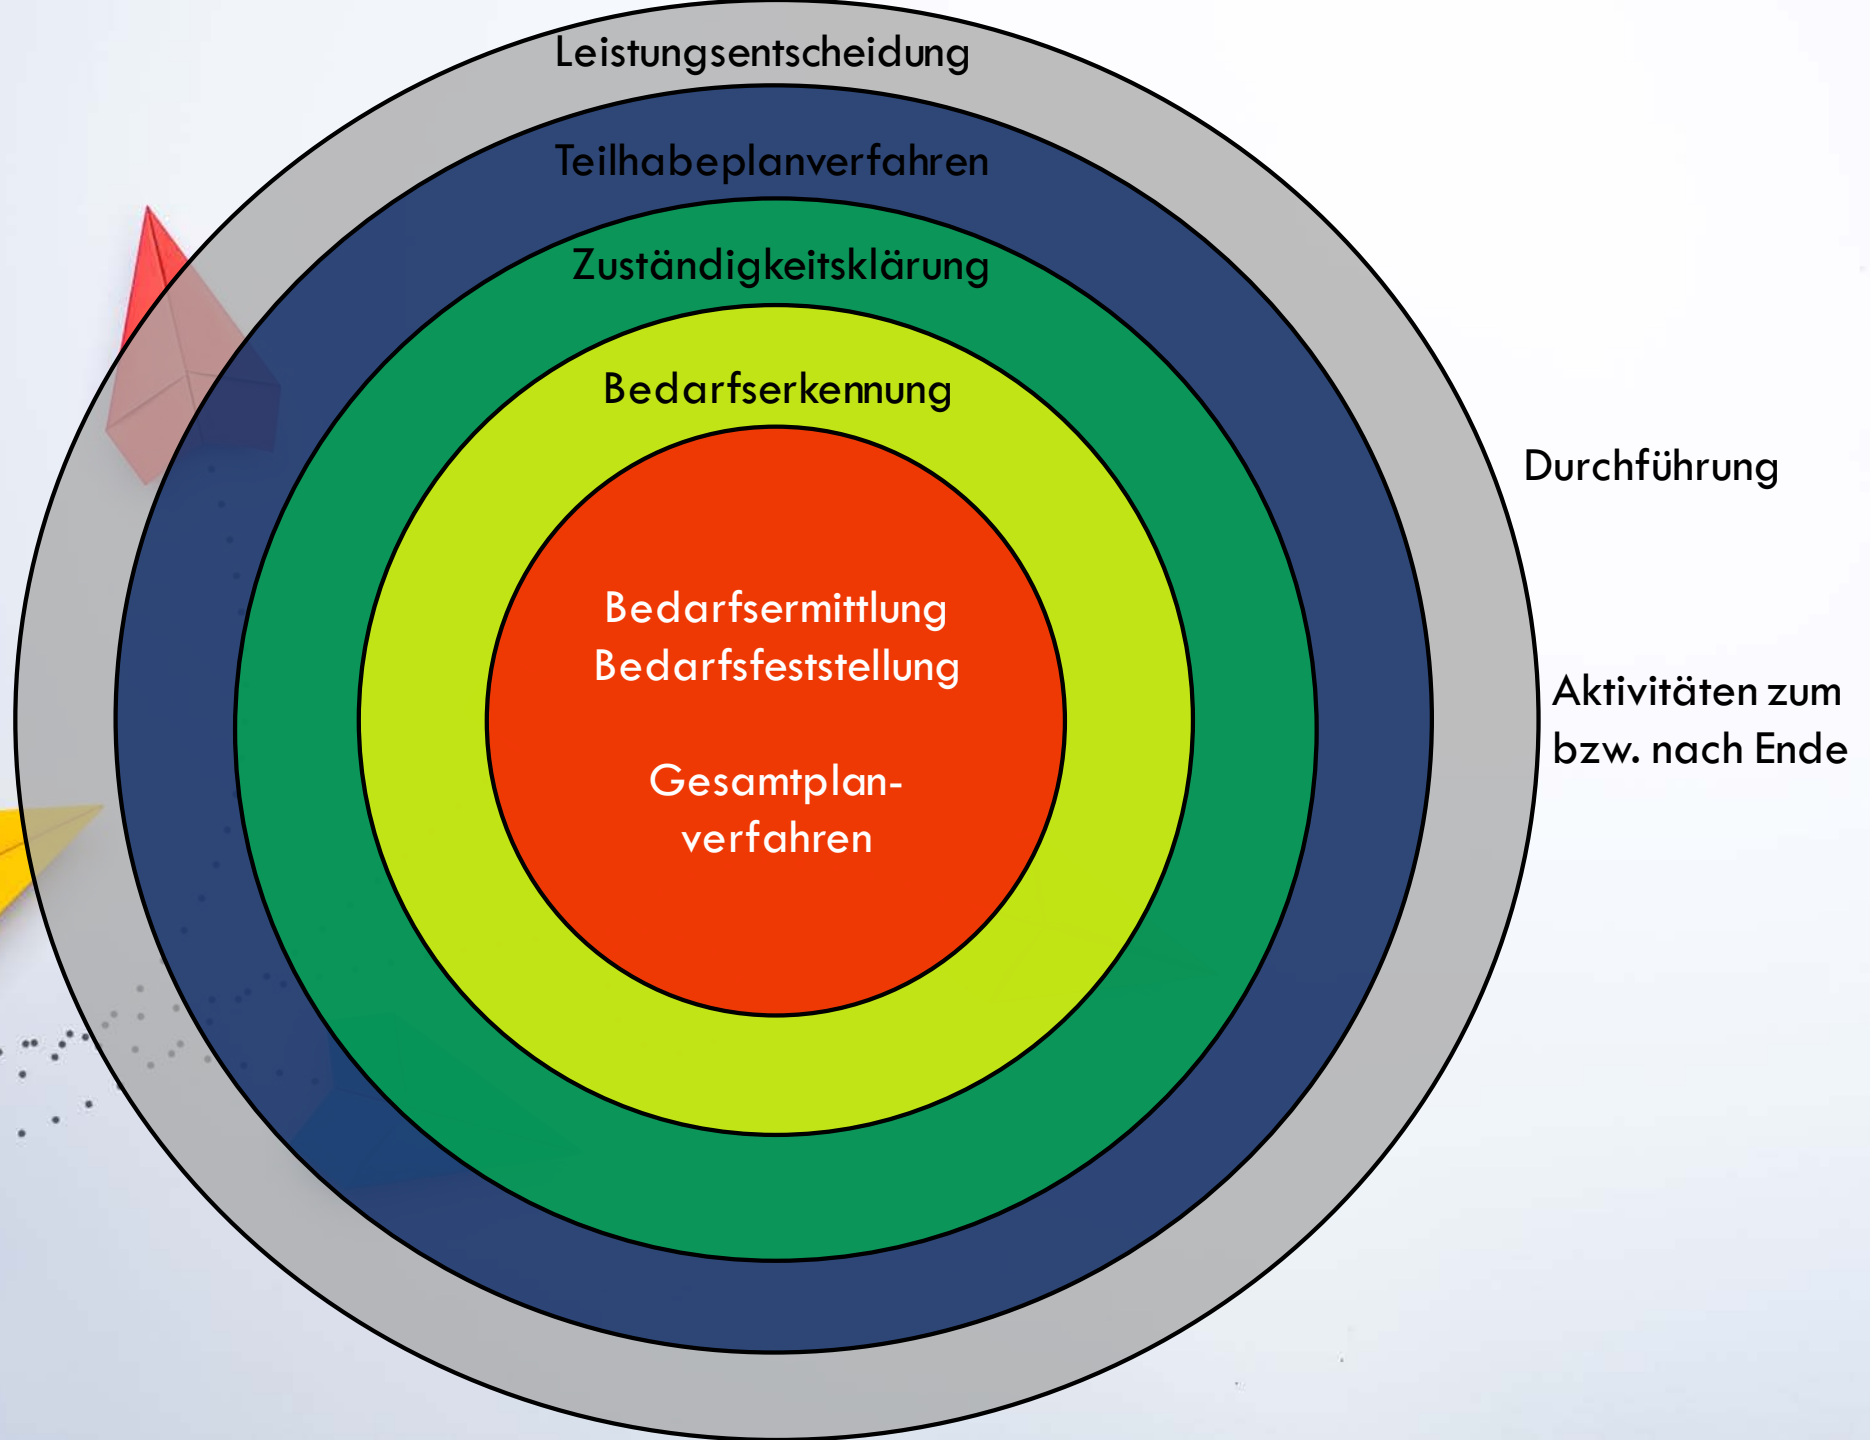 Leistungsentscheidung
Teilhabeplanverfahren
Zuständigkeitsklärung
Bedarfserkennung
Bedarfsermittlung
Bedarfsfeststellung
Gesamtplan-
verfahren
Durchführung
Aktivitäten zum
bzw. nach Ende